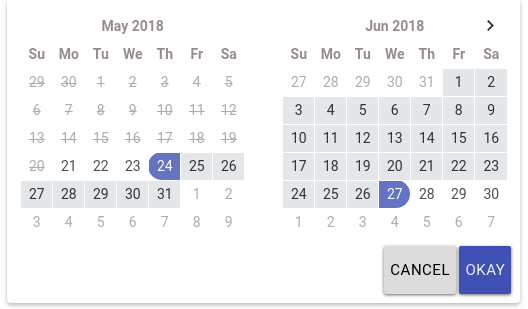 May 2018
Su Mo Tu We Th Fr Sa
29 30 1 2 3 4 5
6 7 8 9 10 11 12
13 14 15 16 17 18 19
20 21 22 23 24 25 26
27 28 29 30 31 1 2
3 4 5 6 7 8 9
Jun 2018
Su Mo Tu We Th Fr Sa
27 28 29 30 31 1 2
3 4 5 6 7 8 9
10 11 12 13 14 15 16
17 18 19 20 21 22 23
24 25 26 27 28 29 30
1 2 3 4 5 6 7
CANCEL OKAY